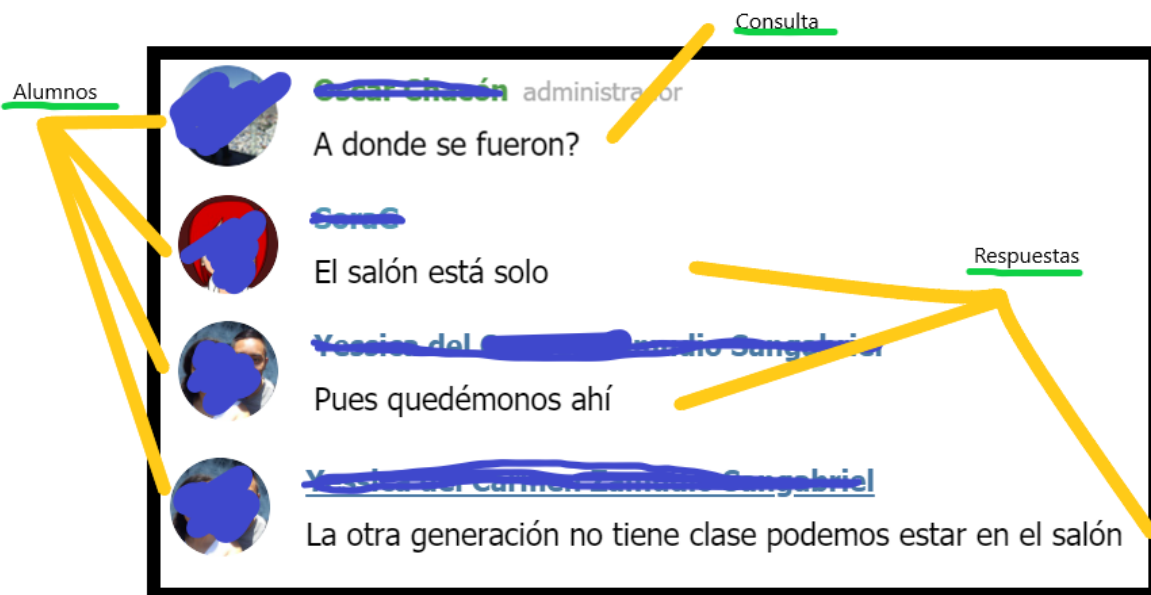 Consulta
Alumnos
administrador
A donde se fueron?
El salón está solo
Respuestas
Pues quedémonos ahí
La otra generación no tiene clase podemos estar en el salón